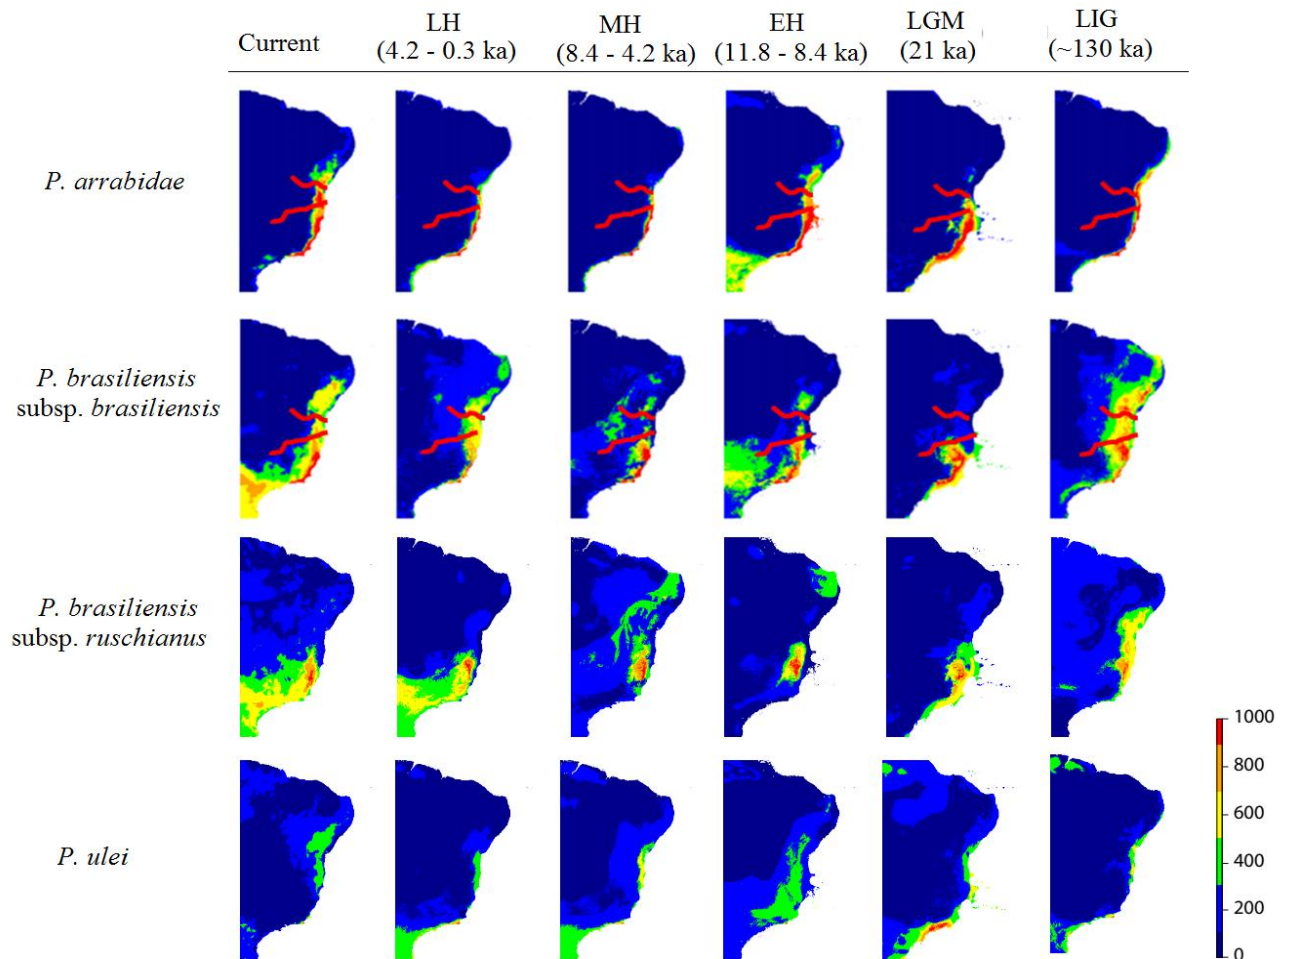 Current
LH
(4.2 - 0.3 ka)
MH
(8.4 - 4.2 ka)
EH
(11.8 - 8.4 ka)
LGM
(21 ka)
LIG
(~130 ka)
P. arrabidae
P. brasiliensis
subsp. brasiliensis
P. brasiliensis
subsp. ruschianus
P. ulei
1000
800
600
400
200
0